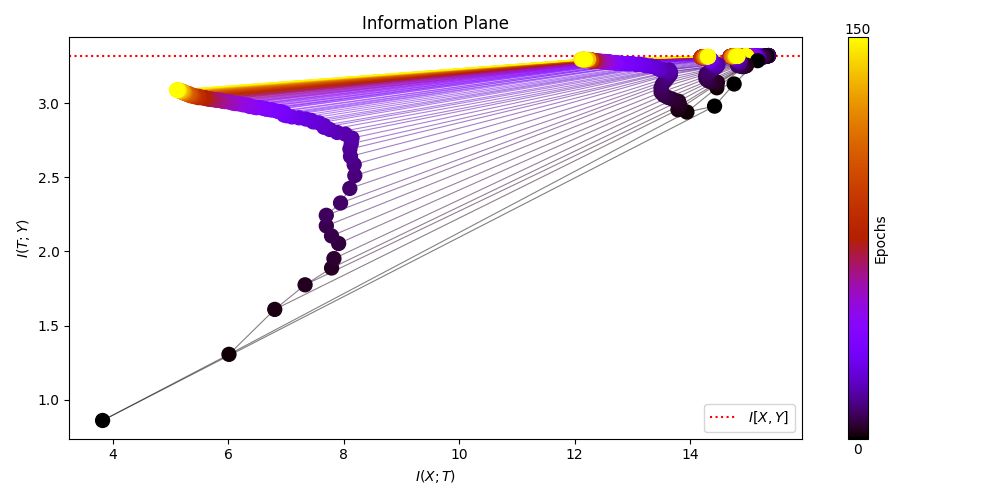 Information Plane
150
3.0
2.5
2.0
1.5
1.0
I(T; Y)
4
6
8
10
12
14
I(X; T)
I[X, Y]
Epochs
0